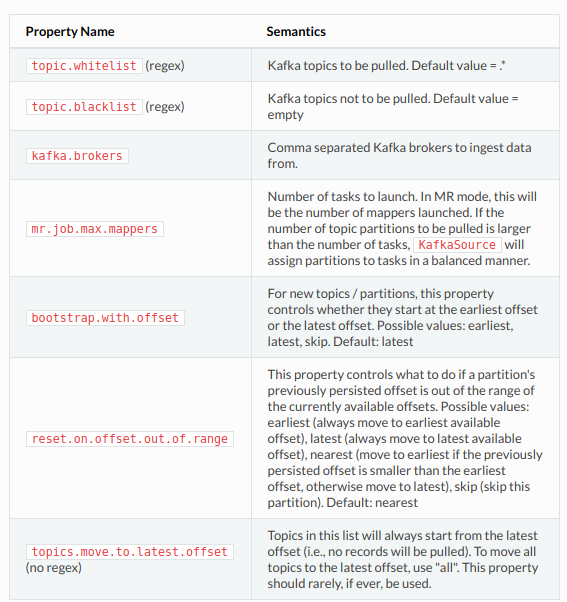 Property Name Semantics
topic.whitelist (regex) Kafka topics to be pulled. Default value = .*
topic.blacklist (regex) Kafka topics not to be pulled. Default value =
empty
kafka.brokers Comma separated Kafka brokers to ingest data
from.
mr.job.max.mappers Number of tasks to launch. In MR mode, this will
be the number of mappers launched. If the
number of topic partitions to be pulled is larger
than the number of tasks, KafkaSource will
assign partitions to tasks in a balanced manner.
bootstrap.with.offset For new topics / partitions, this property
controls whether they start at the earliest offset
or the latest offset. Possible values: earliest,
latest, skip. Default: latest
reset.on.offset.out.of.range This property controls what to do if a partition's
previously persisted offset is out of the range of
the currently available offsets. Possible values:
earliest (always move to earliest available
offset), latest (always move to latest available
offset), nearest (move to earliest if the previously
persisted offset is smaller than the earliest
offset, otherwise move to latest), skip (skip this
partition). Default: nearest
topics.move.to.latest.offset
(no regex)
Topics in this list will always start from the latest
offset (i.e., no records will be pulled). To move all
topics to the latest offset, use "all". This property
should rarely, if ever, be used.